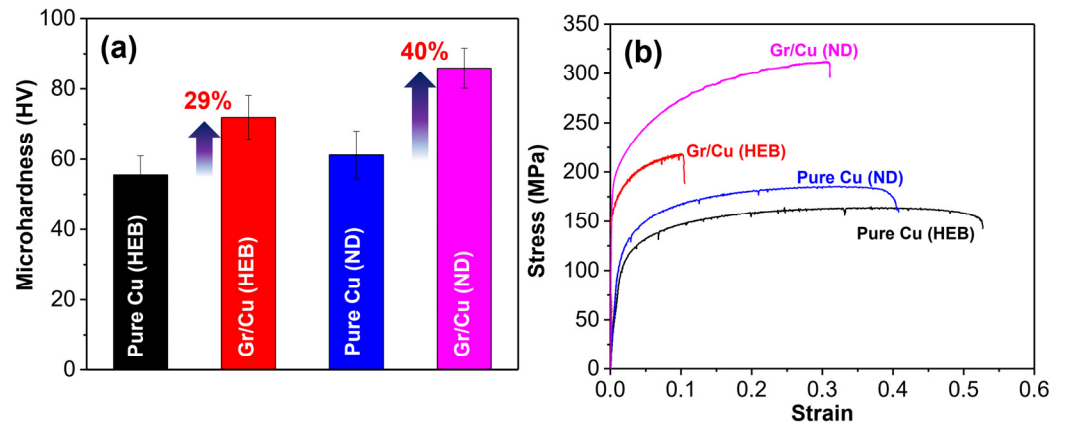 (a)
Microhardness (HV)
100
80
60
40
20
0
29%
40%
Pure Cu (HEB)
Gr/Cu (HEB)
Pure Cu (ND)
Gr/Cu (ND)
(b)
Stress (MPa)
350
300
250
200
150
100
50
0
Gr/Cu (ND)
Gr/Cu (HEB)
Pure Cu (ND)
Pure Cu (HEB)
0.0 0.1 0.2 0.3 0.4 0.5 0.6
Strain